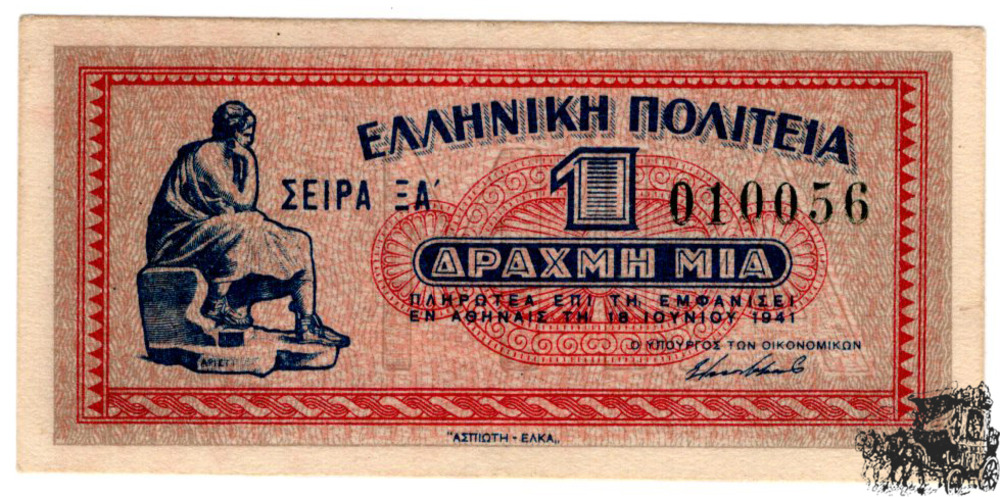 ΕΛΛΗΝΙΚΗ ΠΟΛΙΤΕΙΑ
ΣΕΙΡΑ ΞΑ΄
1
010056
ΔΡΑΧΜΗ ΜΙΑ
ΠΛΗΡΩΤΕΑ ΕΠΙ ΤΗ ΕΜΦΑΝΙΣΕΙ
ΕΝ ΑΘΗΝΑΙΣ ΤΗ 18 ΙΟΥΝΙΟΥ 1941
Ο ΥΠΟΥΡΓΟΣ ΤΩΝ ΟΙΚΟΝΟΜΙΚΩΝ
"ΑΣΠΙΩΤΗ - ΕΛΚΑ„